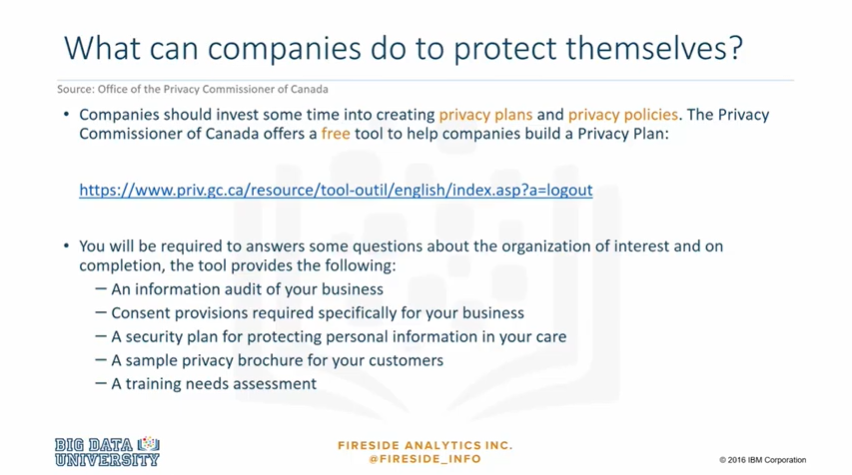 What can companies do to protect themselves?
Source: Office of the Privacy Commissioner of Canada
• Companies should invest some time into creating privacy plans and privacy policies. The Privacy
Commissioner of Canada offers a free tool to help companies build a Privacy Plan:
https://www.priv.gc.ca/resource/tool-outil/english/index.asp?a=logout
• You will be required to answers some questions about the organization of interest and on
completion, the tool provides the following:
– An information audit of your business
– Consent provisions required specifically for your business
– A security plan for protecting personal information in your care
– A sample privacy brochure for your customers
– A training needs assessment
BIG DATA
UNIVERSITY
FIRESIDE ANALYTICS INC.
@FIRESIDE_INFO
© 2016 IBM Corporation